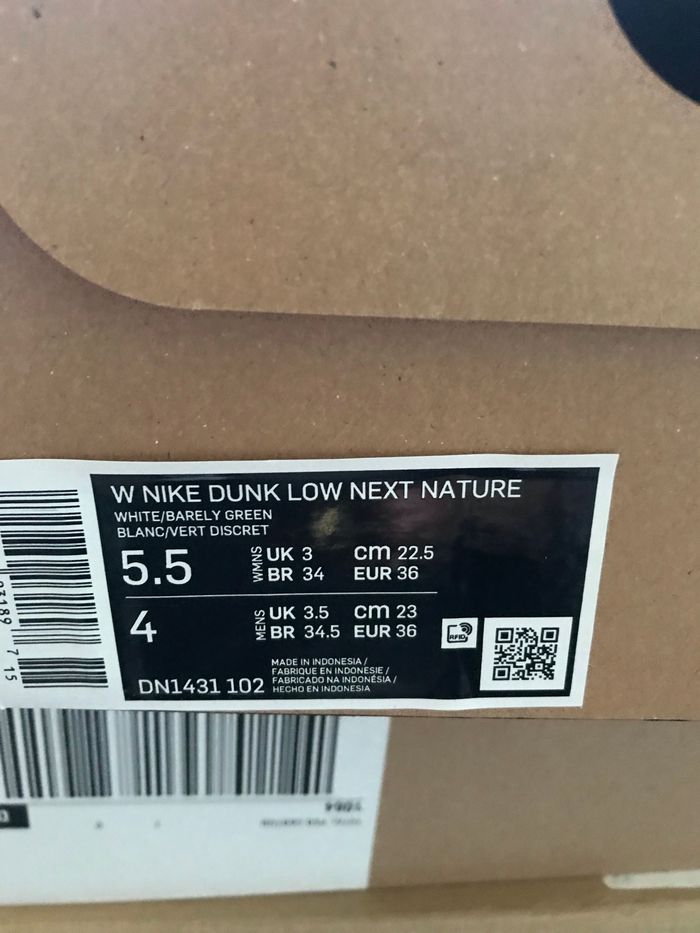 W NIKE DUNK LOW NEXT NATURE
WHITE/BARELY GREEN
BLANC/VERT DISCRET
5.5 WMNS UK 3 cm 22.5
BR 34 EUR 36
4 MENS UK 3.5 cm 23
BR 34.5 EUR 36
RFID
DN1431 102
MADE IN INDONESIA /
FABRIQUE EN INDONESIE /
FABRICADO NA INDONÉSIA /
HECHO EN INDONESIA
7 15